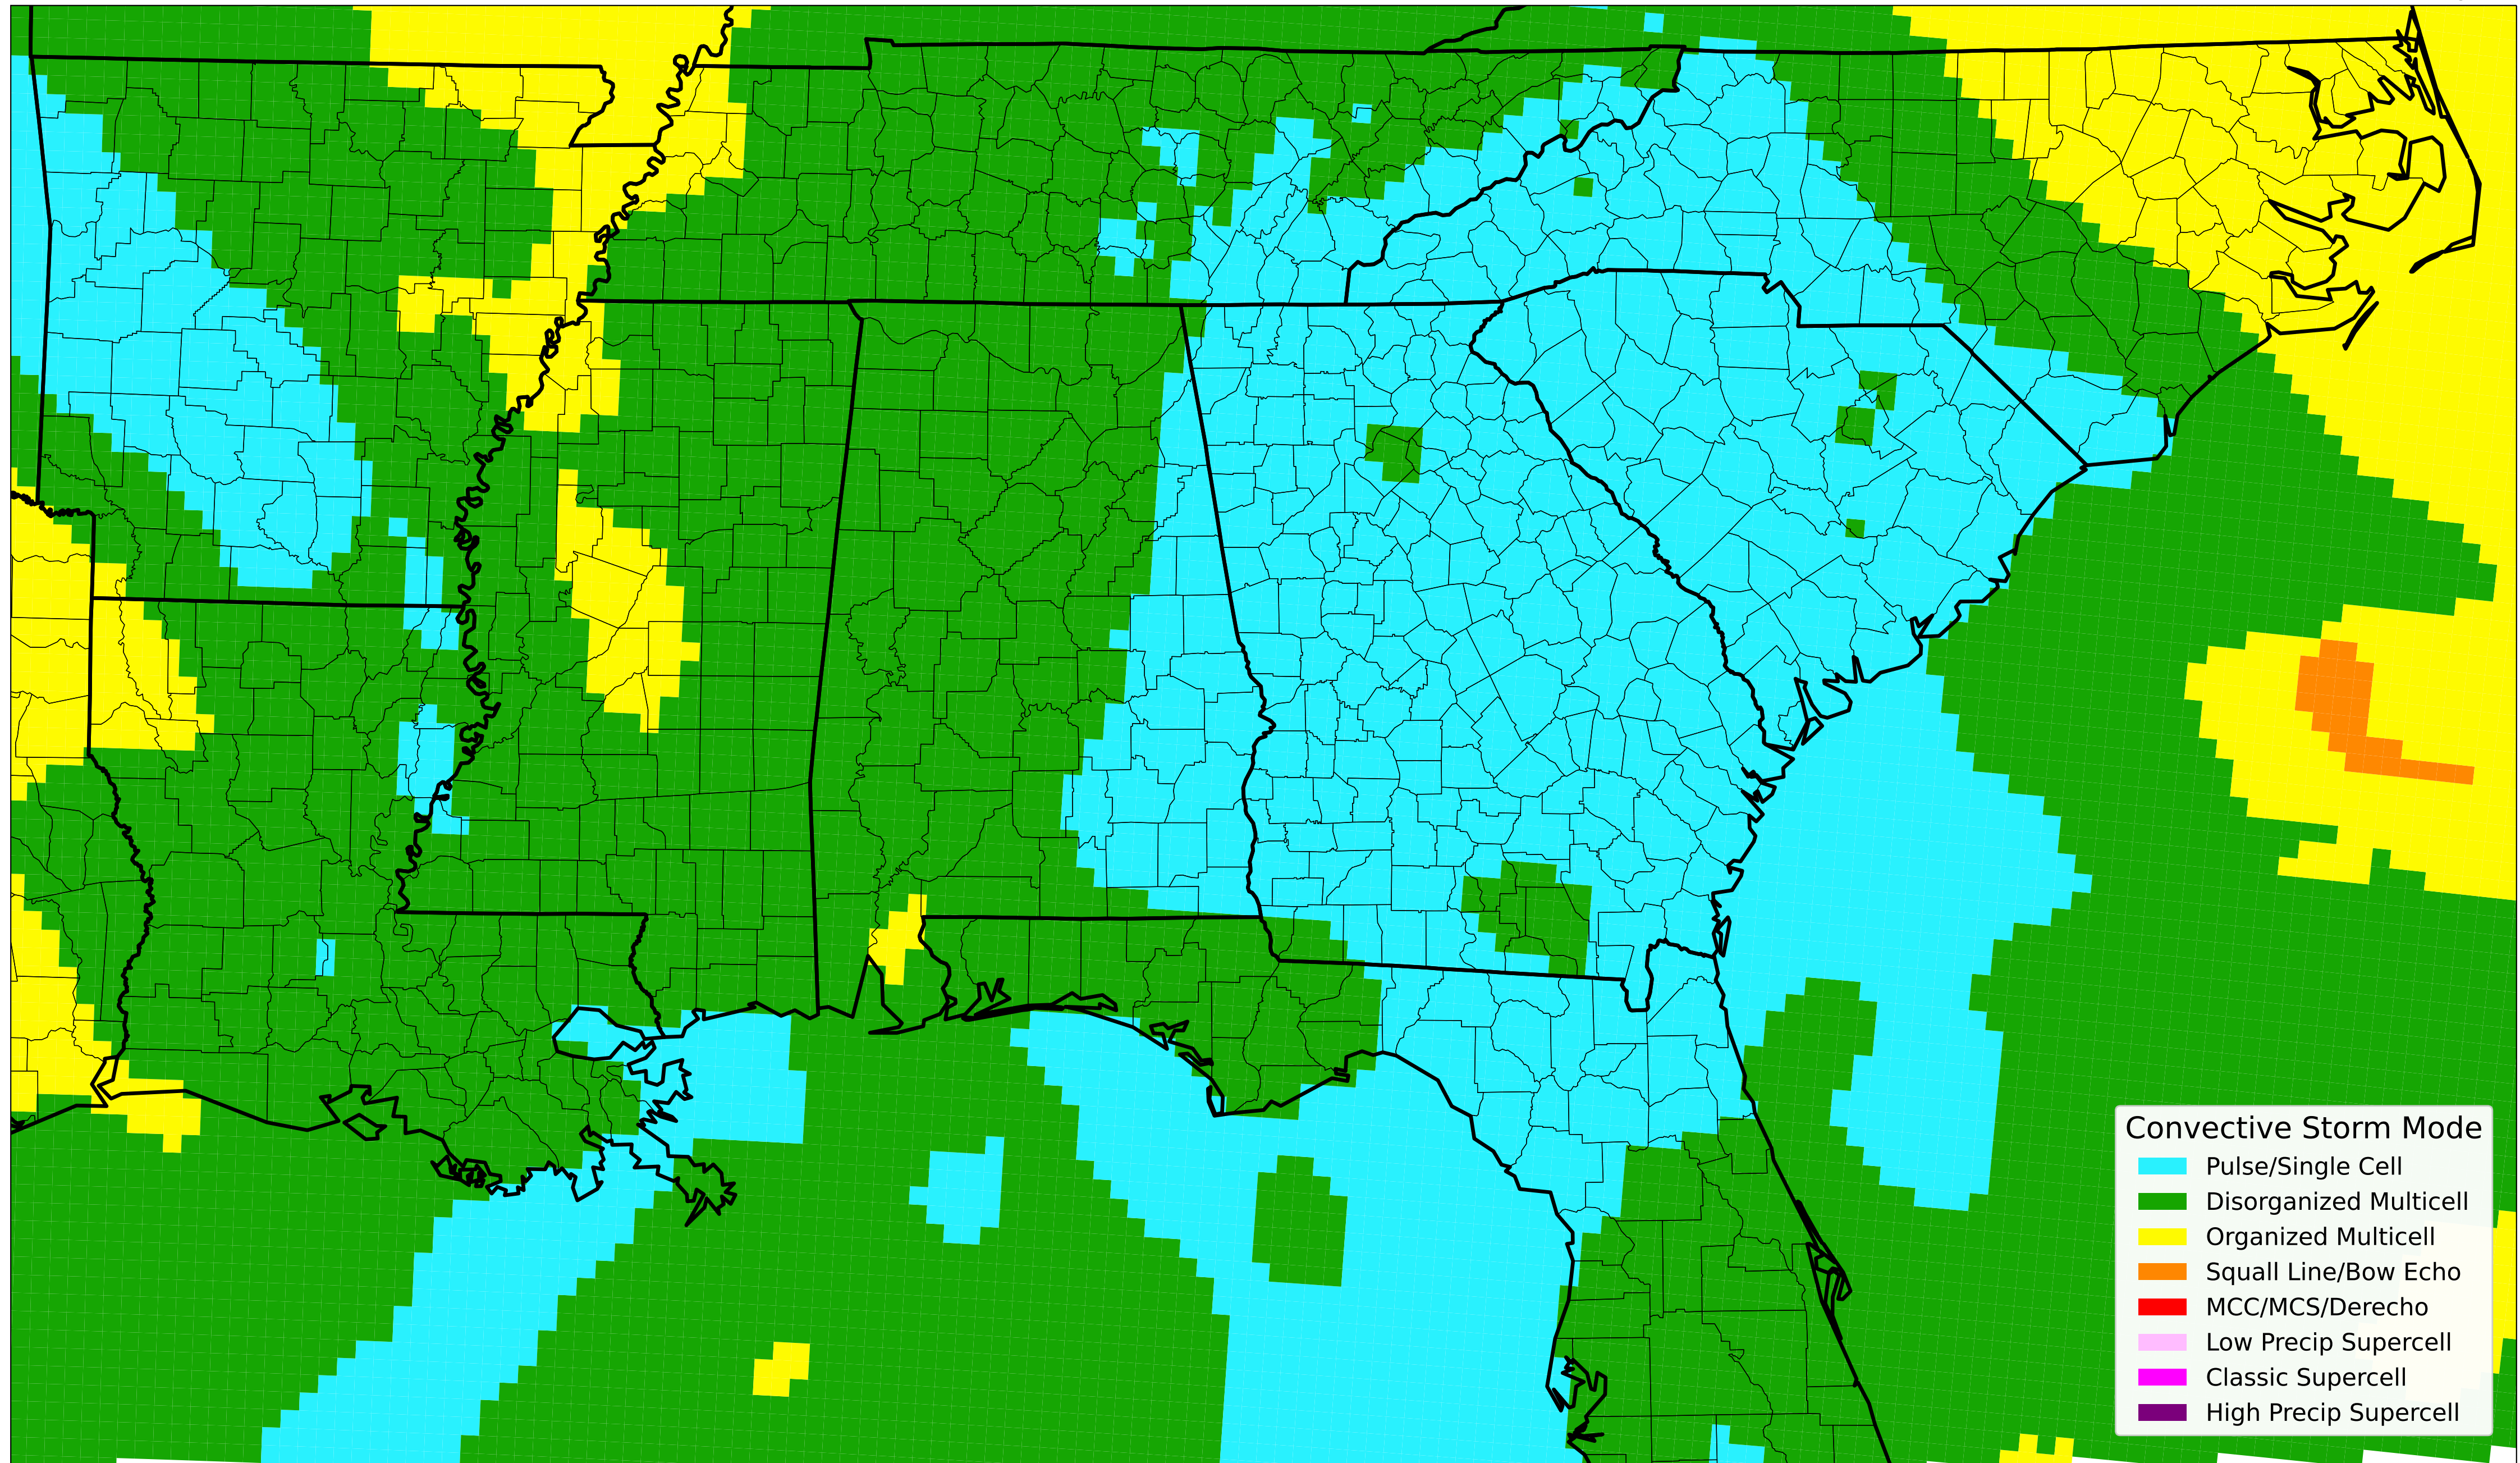 Convective Storm Mode
Pulse/Single Cell
Disorganized Multicell
Organized Multicell
Squall Line/Bow Echo
MCC/MCS/Derecho
Low Precip Supercell
Classic Supercell
High Precip Supercell